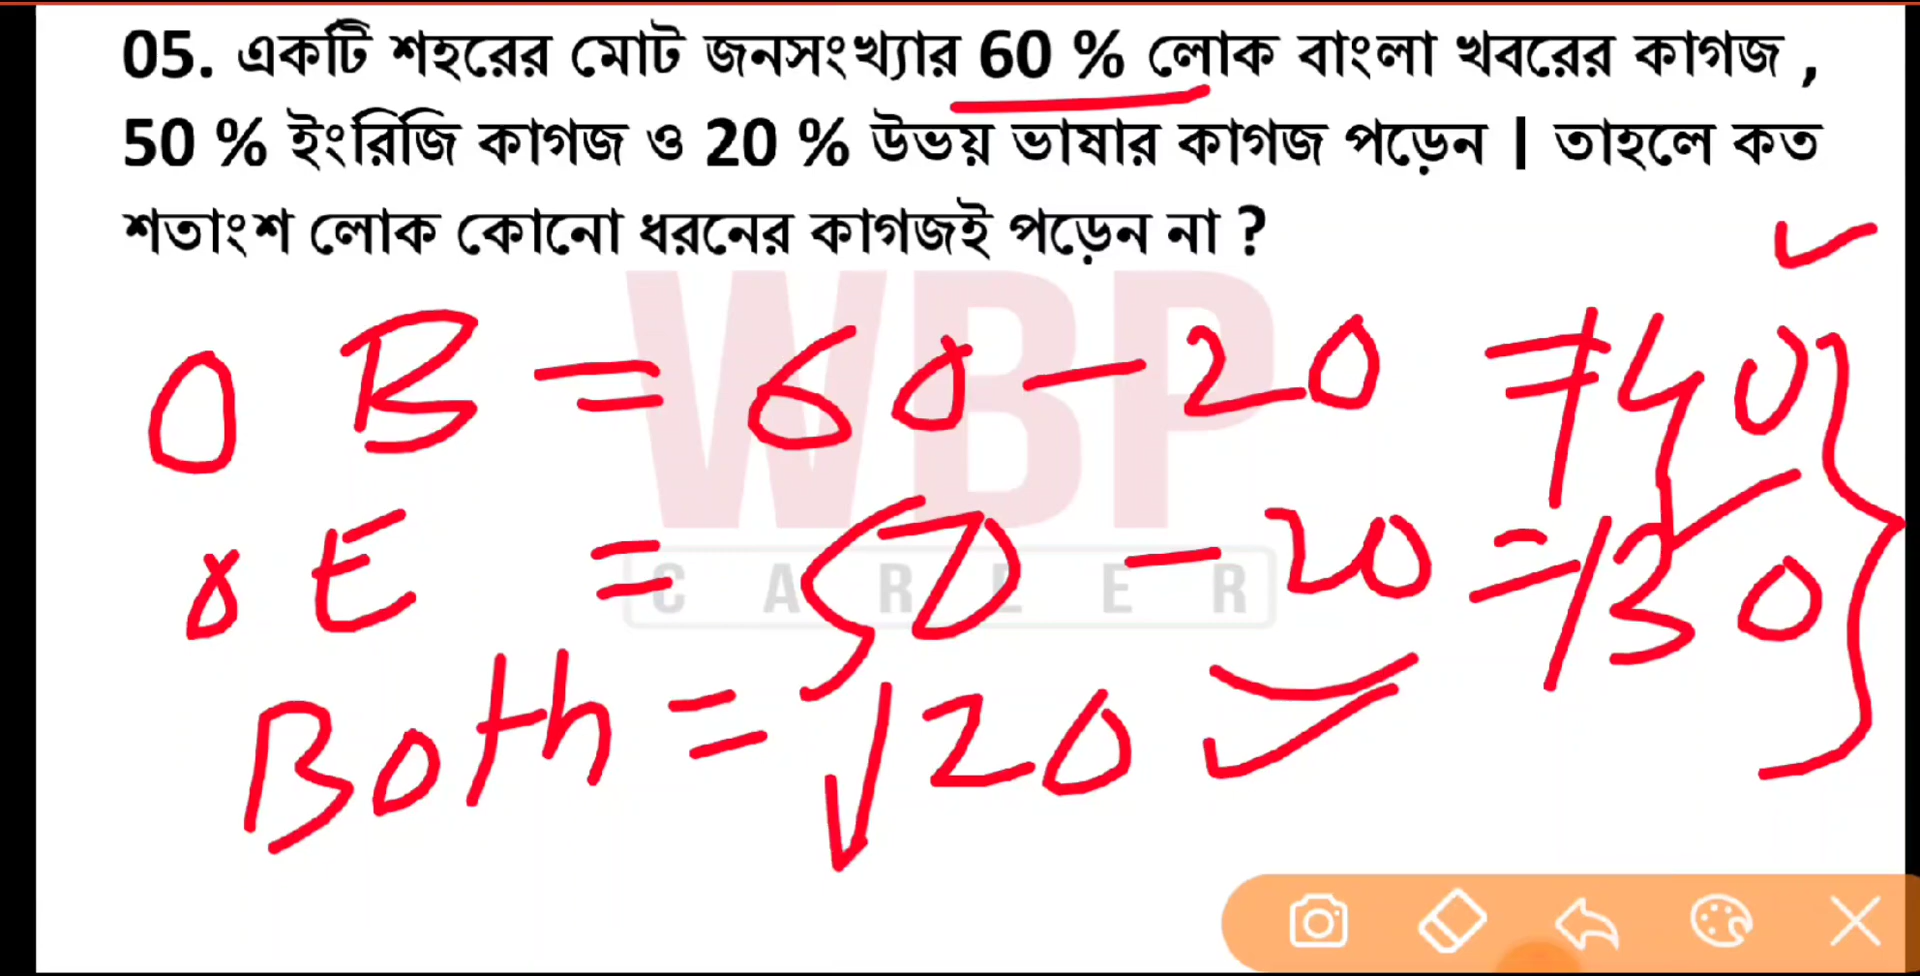 05. একটি শহরের মোট জনসংখ্যার 60 % লোক বাংলা খবরের কাগজ ,
50 % ইংরিজি কাগজ ও 20 % উভয় ভাষার কাগজ পড়েন | তাহলে কত
শতাংশ লোক কোনো ধরনের কাগজই পড়েন না ?
WBP
CAREER
0 B = 60 - 20 = 40
E = 50 - 20 = 30
Both = 20